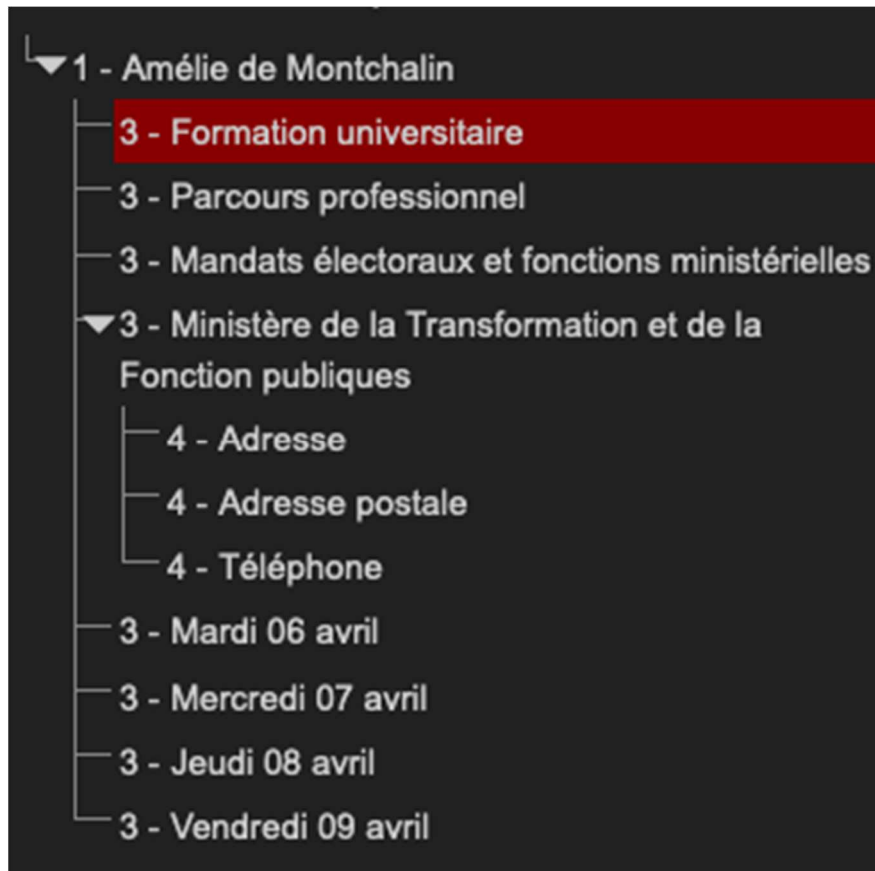 1 - Amélie de Montchalin
3 - Formation universitaire
3 - Parcours professionnel
3 - Mandats électoraux et fonctions ministérielles
3 - Ministère de la Transformation et de la
Fonction publiques
4 - Adresse
4 - Adresse postale
4 - Téléphone
3 - Mardi 06 avril
3 - Mercredi 07 avril
3 - Jeudi 08 avril
3 - Vendredi 09 avril